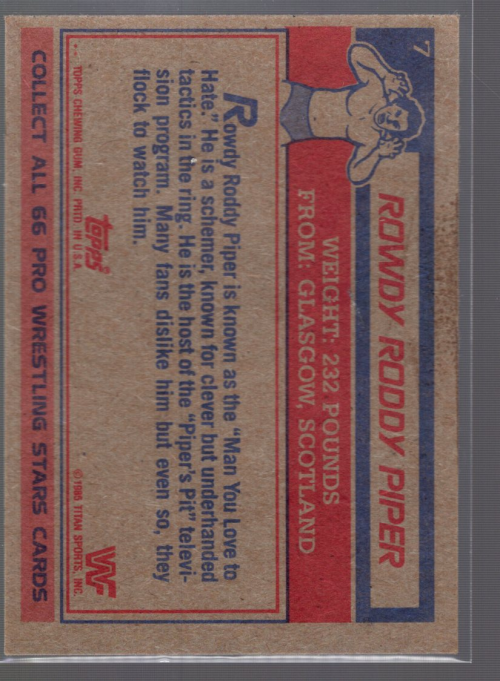 7
ROWDY RODDY PIPER
WEIGHT: 232 POUNDS
FROM: GLASGOW, SCOTLAND
Rowdy Roddy Piper is known as the "Man You Love to
Hate." He is a schemer, known for clever but underhanded
tactics in the ring. He is the host of the "Piper's Pit" televi-
sion program. Many fans dislike him but even so, they
flock to watch him.
topps
W
TOPPS CHEWING GUM, INC. PRTD. IN U.S.A.
©1985 TITAN SPORTS, INC.
COLLECT ALL 66 PRO WRESTLING STARS CARDS